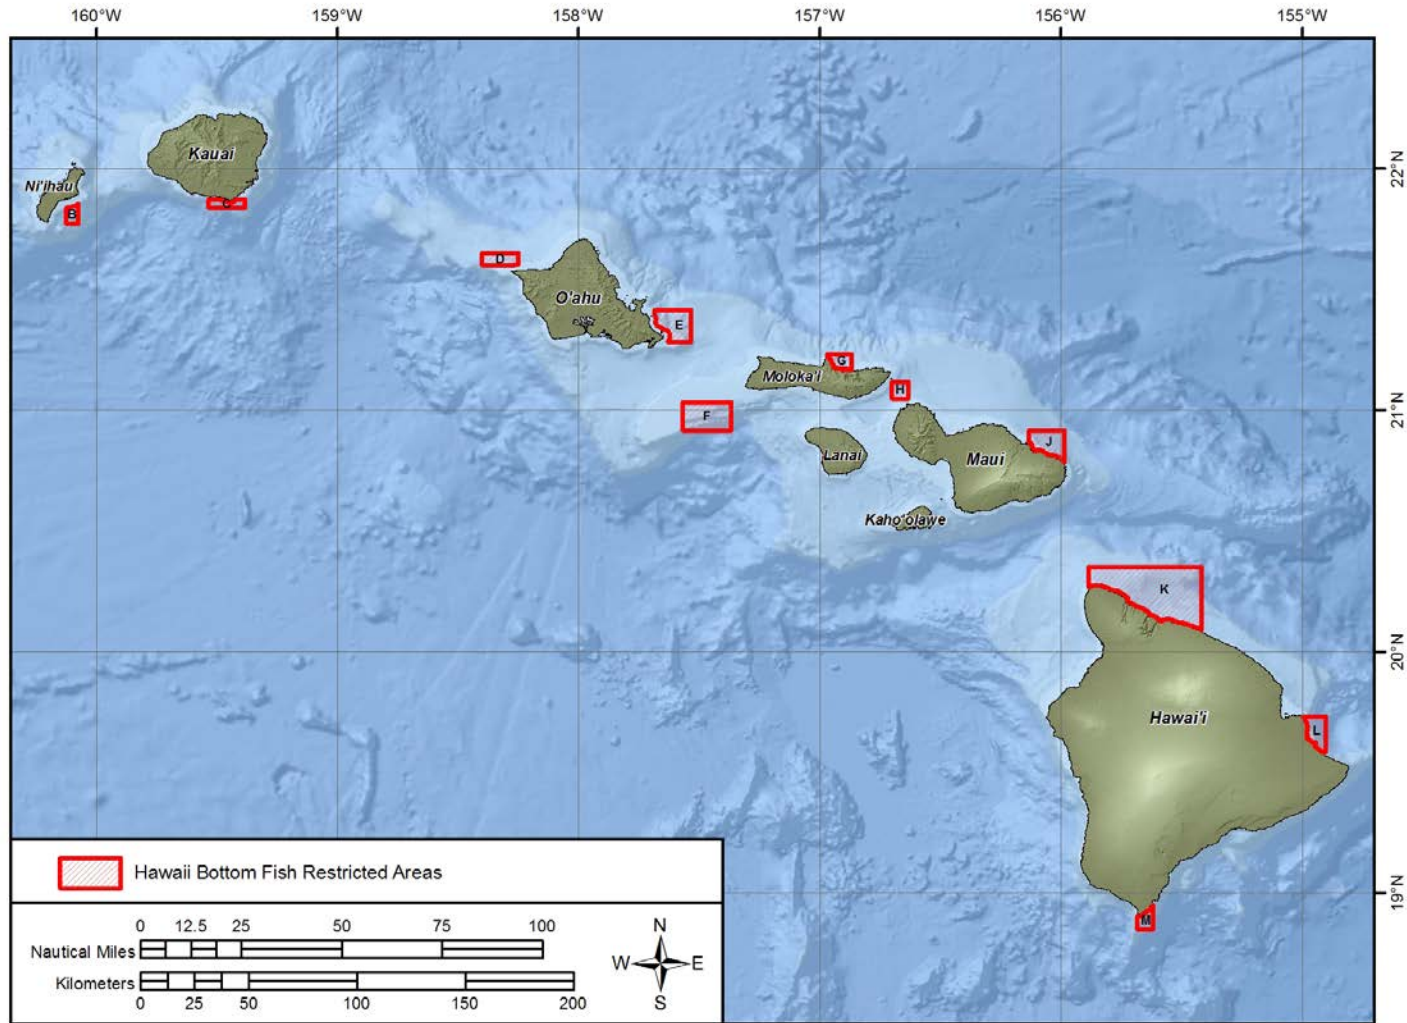 160°W 159°W 158°W 157°W 156°W 155°W
22°N
21°N
20°N
19°N
Kauai
Ni'ihau
B
C
D
O'ahu
E
G
Moloka'i
H
F
J
Lanai
Maui
Kaho'olawe
K
Hawai'i
L
M
Hawaii Bottom Fish Restricted Areas
0 12.5 25 50 75 100
Nautical Miles
Kilometers
0 25 50 100 150 200
N
W E
S